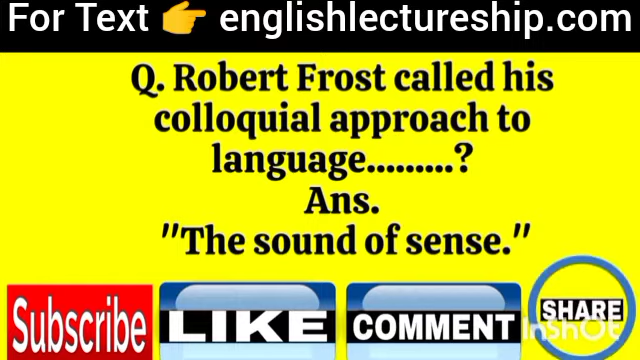 For Text 👉 englishlectureship.com
Q. Robert Frost called his
colloquial approach to
language.........?
Ans.
"The sound of sense."
Subscribe
LIKE
COMMENT
SHARE
InShOt